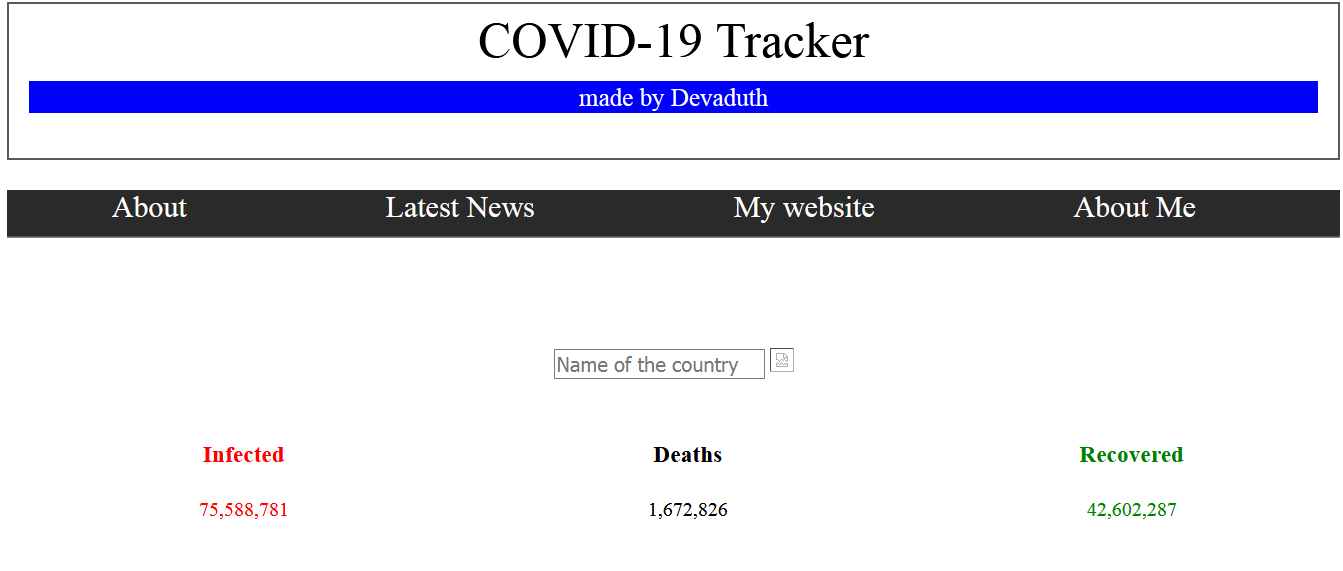 COVID-19 Tracker
made by Devaduth
About Latest News My website About Me
Name of the country
Infected Deaths Recovered
75,588,781 1,672,826 42,602,287